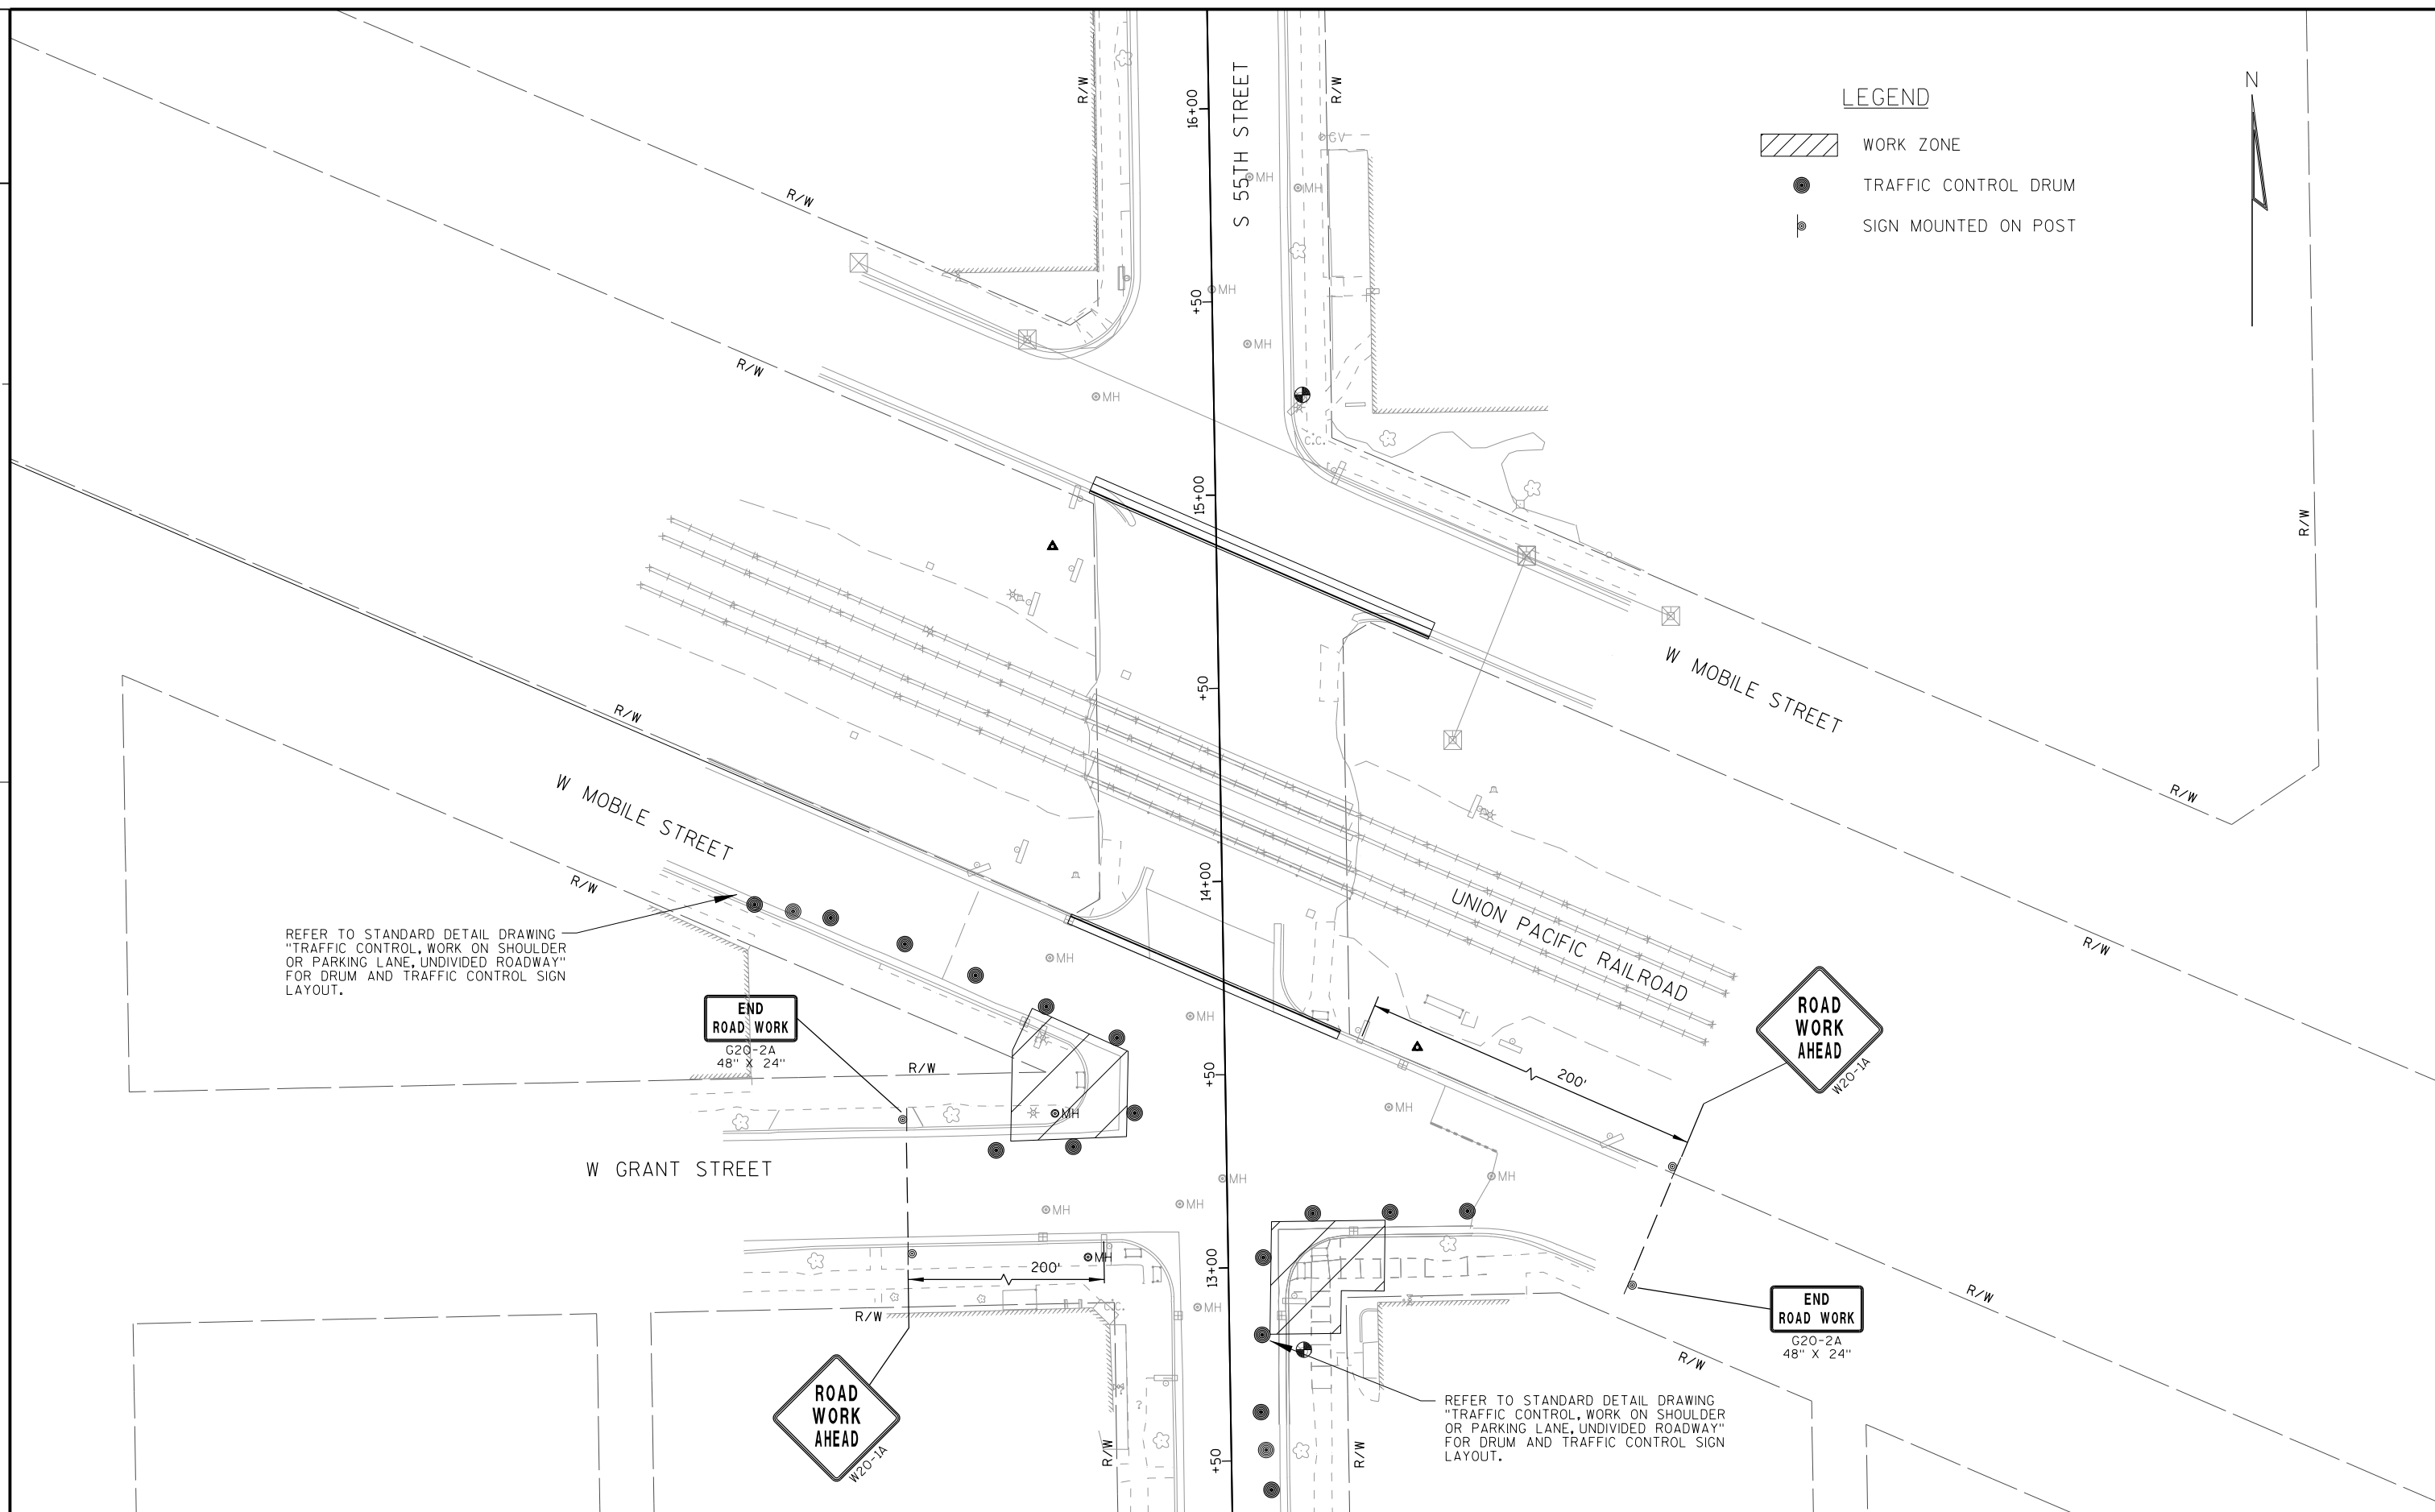 LEGEND
WORK ZONE
TRAFFIC CONTROL DRUM
SIGN MOUNTED ON POST
N
R/W
R/W
S 55TH STREET
16+00
GV
MH
MH
R/W
+50
MH
MH
R/W
MH
C.C.
15+00
R/W
W MOBILE STREET
+50
R/W
R/W
W MOBILE STREET
R/W
14+00
UNION PACIFIC RAILROAD
R/W
REFER TO STANDARD DETAIL DRAWING
"TRAFFIC CONTROL, WORK ON SHOULDER
OR PARKING LANE, UNDIVIDED ROADWAY"
FOR DRUM AND TRAFFIC CONTROL SIGN
LAYOUT.
MH
END
ROAD WORK
G20-2A
48" X 24"
MH
ROAD
WORK
AHEAD
W20-1A
R/W
+50
200'
MH
MH
W GRANT STREET
MH
MH
MH
MH
MH
200'
13+00
R/W
MH
R/W
END
ROAD WORK
G20-2A
48" X 24"
R/W
ROAD
WORK
AHEAD
W20-1A
?
R/W
+50
R/W
REFER TO STANDARD DETAIL DRAWING
"TRAFFIC CONTROL, WORK ON SHOULDER
OR PARKING LANE, UNDIVIDED ROADWAY"
FOR DRUM AND TRAFFIC CONTROL SIGN
LAYOUT.